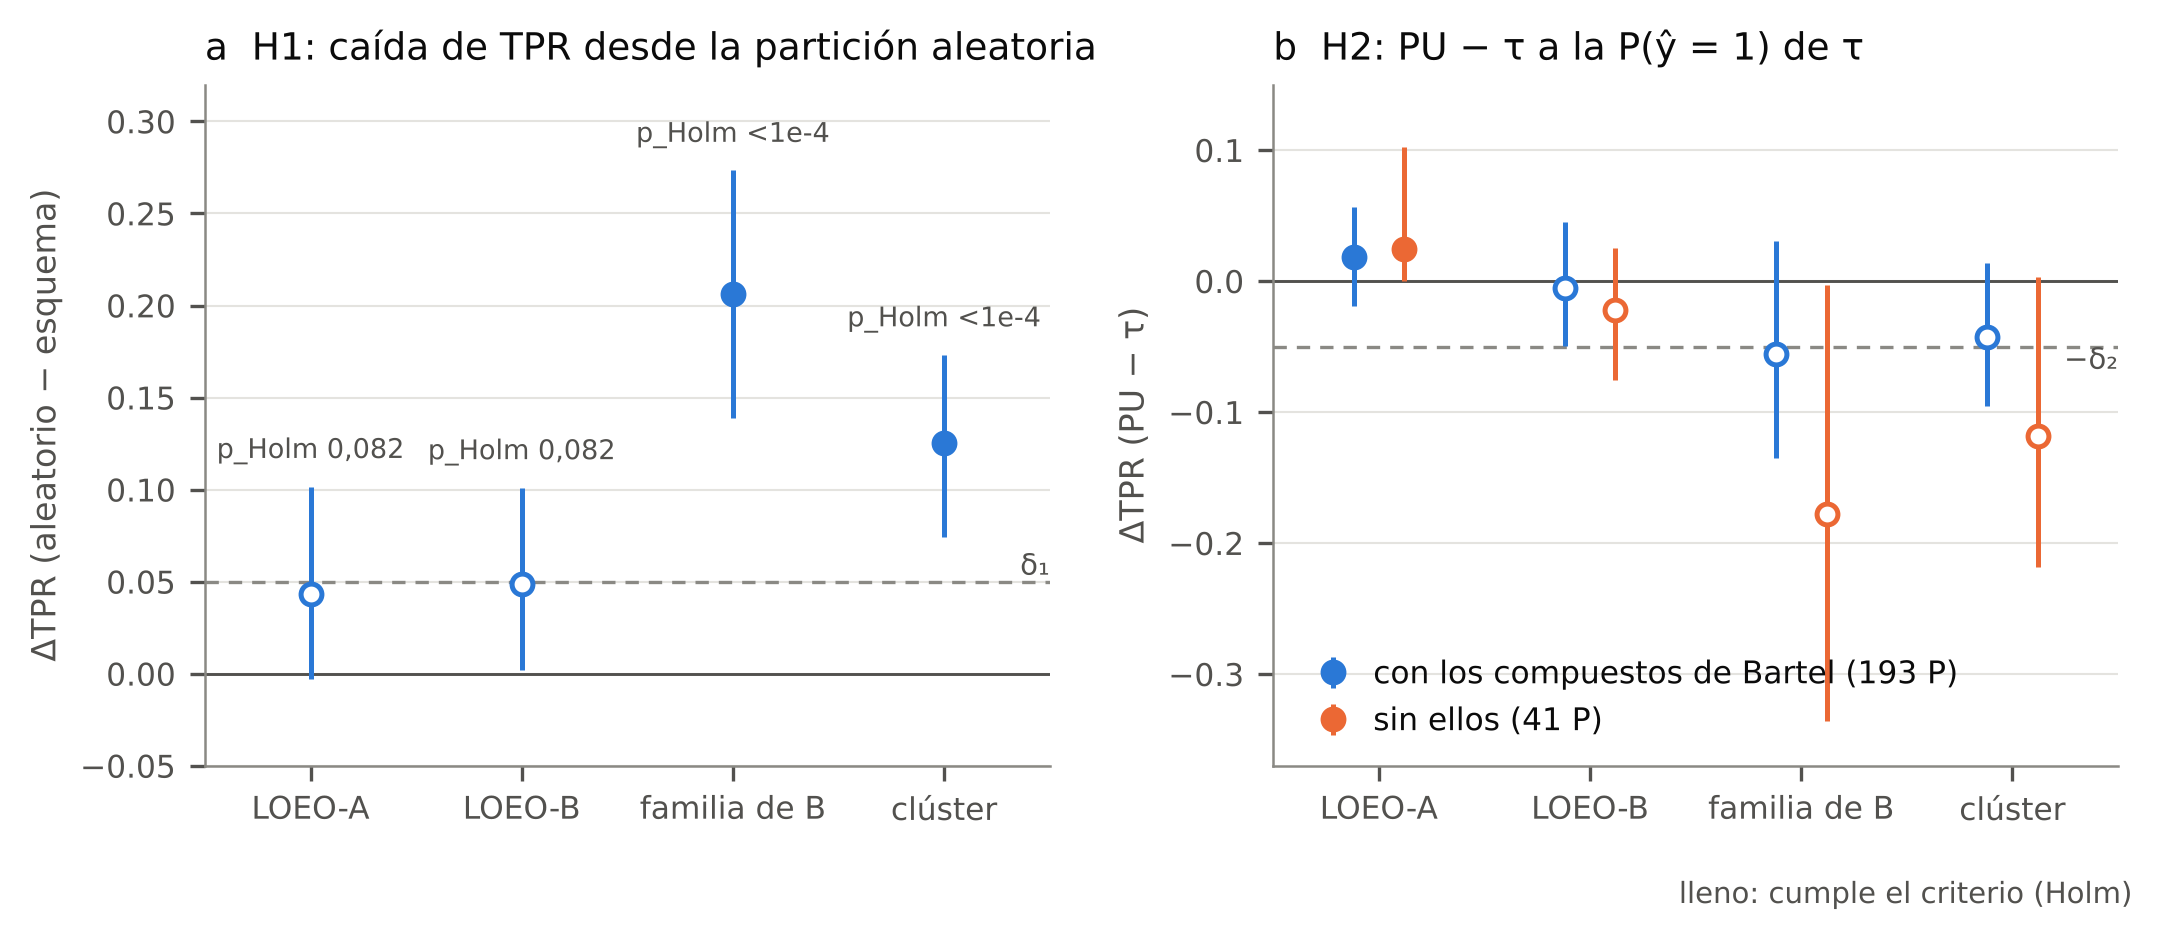 a  H1: caída de TPR desde la partición aleatoria
ΔTPR (aleatorio − esquema)
0.30
0.25
0.20
0.15
0.10
0.05
0.00
−0.05
p_Holm 0,082
p_Holm 0,082
p_Holm <1e-4
p_Holm <1e-4
δ₁
LOEO-A
LOEO-B
familia de B
clúster
b  H2: PU − τ a la P(ŷ = 1) de τ
ΔTPR (PU − τ)
0.1
0.0
−0.1
−0.2
−0.3
−δ₂
con los compuestos de Bartel (193 P)
sin ellos (41 P)
LOEO-A
LOEO-B
familia de B
clúster
lleno: cumple el criterio (Holm)